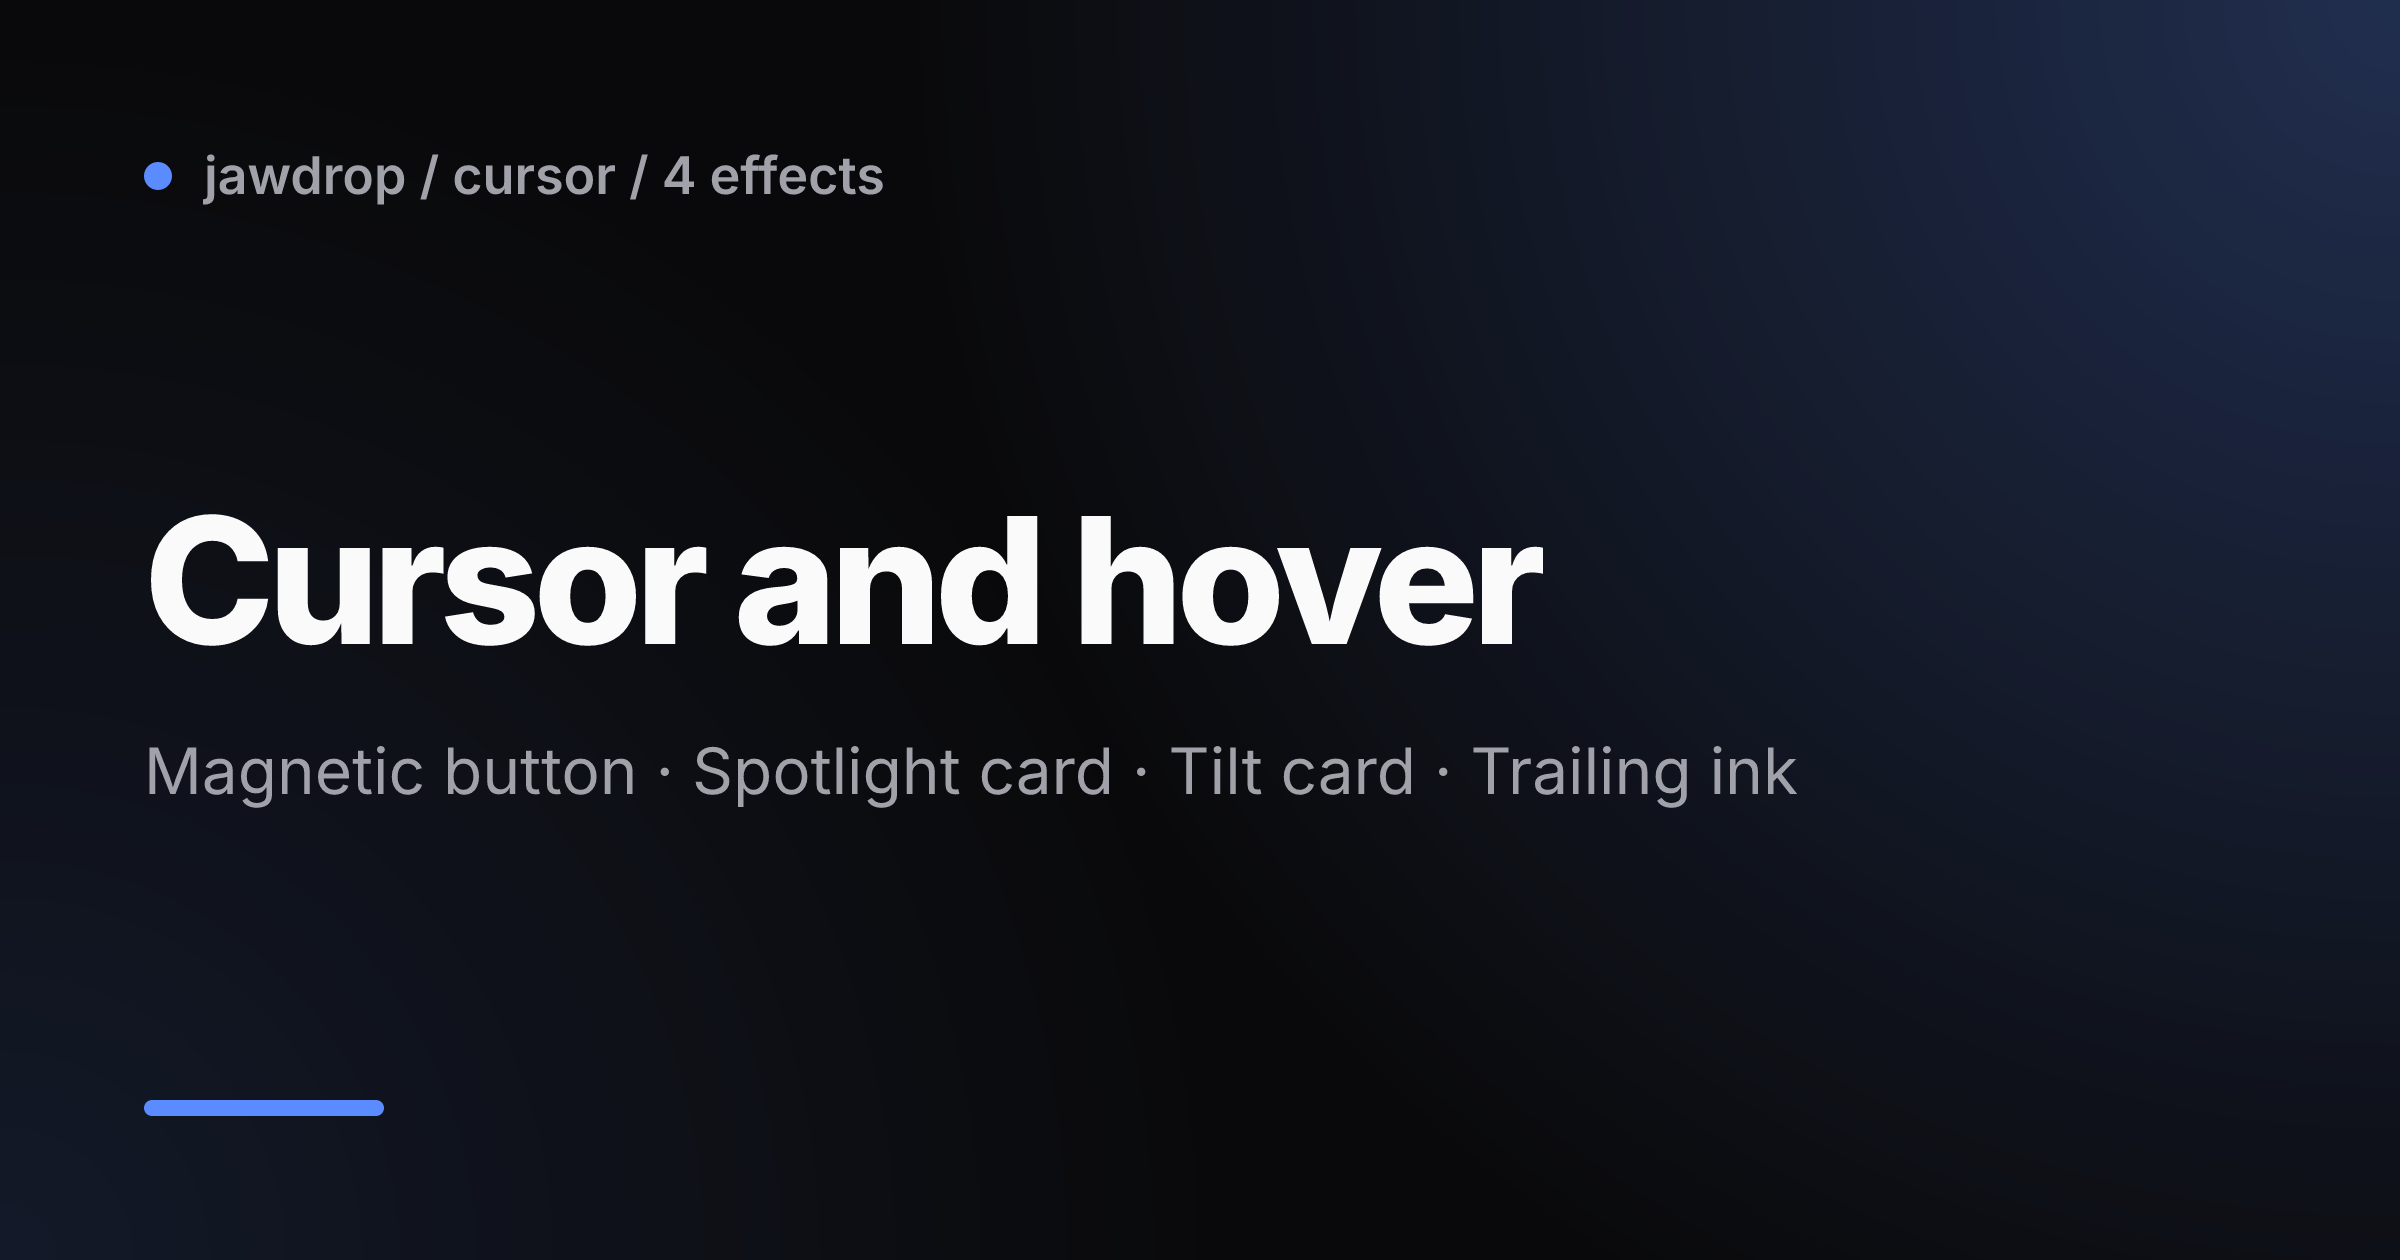 jawdrop / cursor / 4 effects
Cursor and hover
Magnetic button · Spotlight card · Tilt card · Trailing ink